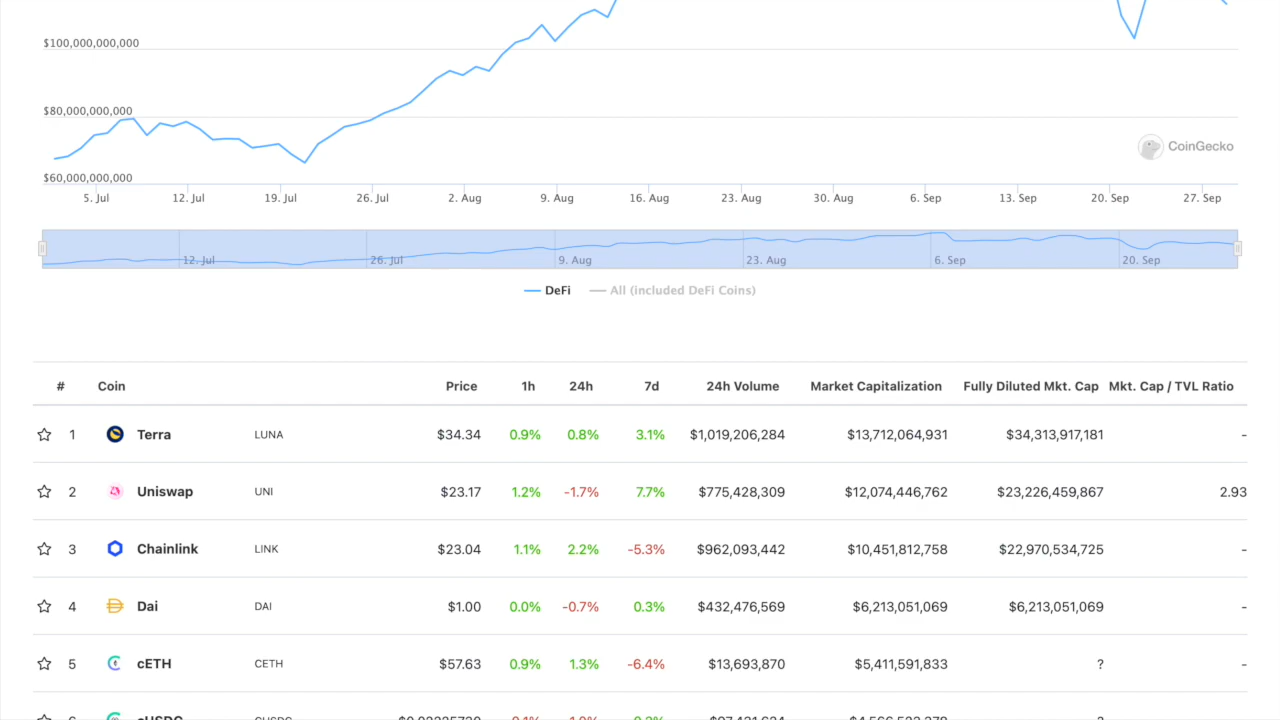 $100,000,000,000
$80,000,000,000
CoinGecko
$60,000,000,000
5. Jul 12. Jul 19. Jul 26. Jul 2. Aug 9. Aug 16. Aug 23. Aug 30. Aug 6. Sep 13. Sep 20. Sep 27. Sep
12. Jul 26. Jul 9. Aug 23. Aug 6. Sep 20. Sep
DeFi All (included DeFi Coins)
# Coin Price 1h 24h 7d 24h Volume Market Capitalization Fully Diluted Mkt. Cap Mkt. Cap / TVL Ratio
1 Terra LUNA $34.34 0.9% 0.8% 3.1% $1,019,206,284 $13,712,064,931 $34,313,917,181 -
2 Uniswap UNI $23.17 1.2% -1.7% 7.7% $775,428,309 $12,074,446,762 $23,226,459,867 2.93
3 Chainlink LINK $23.04 1.1% 2.2% -5.3% $962,093,442 $10,451,812,758 $22,970,534,725 -
4 Dai DAI $1.00 0.0% -0.7% 0.3% $432,476,569 $6,213,051,069 $6,213,051,069 -
5 cETH CETH $57.63 0.9% 1.3% -6.4% $13,693,870 $5,411,591,833 ? -